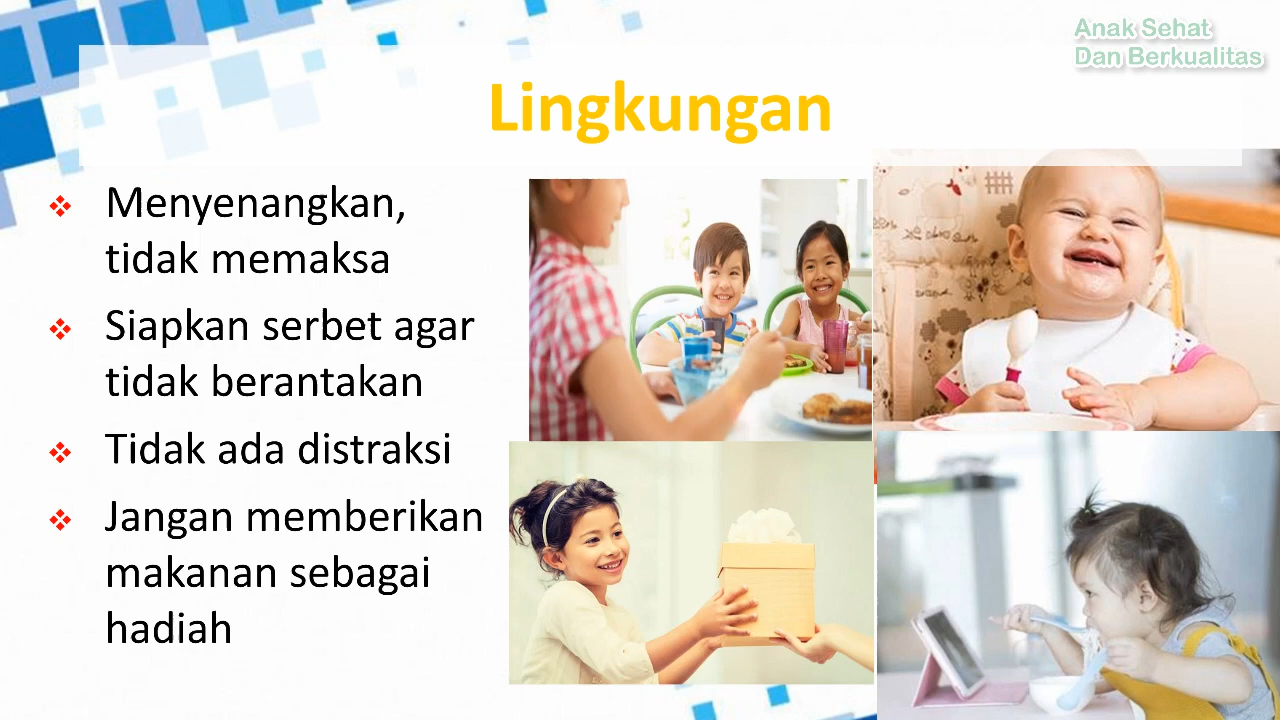 Anak Sehat
Dan Berkualitas
Lingkungan
Menyenangkan,
tidak memaksa
Siapkan serbet agar
tidak berantakan
Tidak ada distraksi
Jangan memberikan
makanan sebagai
hadiah